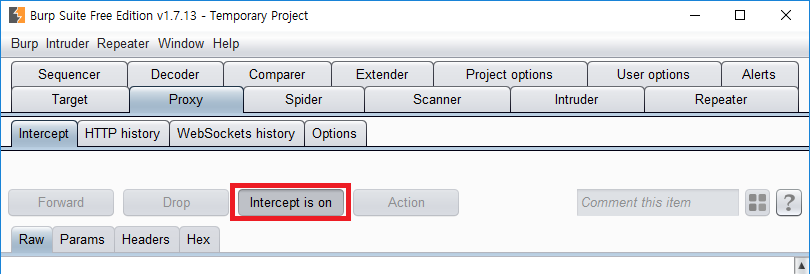 Burp Suite Free Edition v1.7.13 - Temporary Project
Burp Intruder Repeater Window Help
Sequencer Decoder Comparer Extender Project options User options Alerts
Target Proxy Spider Scanner Intruder Repeater
Intercept HTTP history WebSockets history Options
Forward Drop Intercept is on Action Comment this item ?
Raw Params Headers Hex